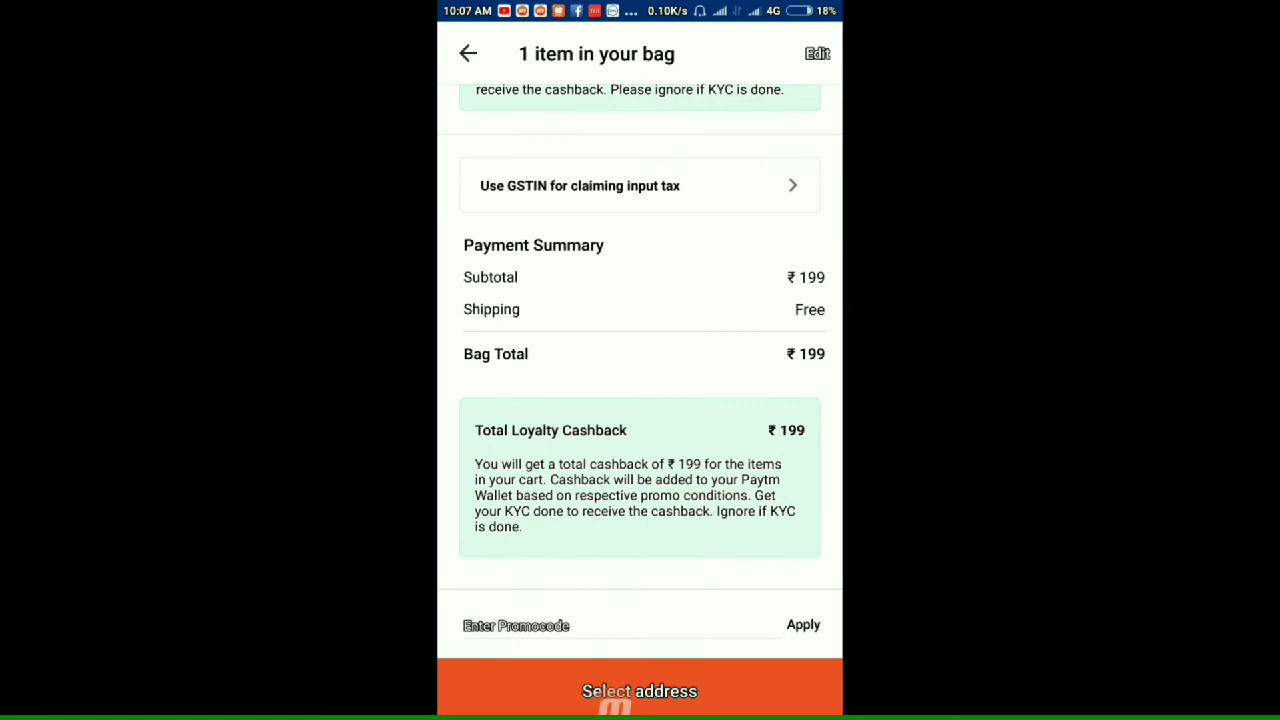 10:07 AM ... 0.10K/s 4G 18%
1 item in your bag Edit
receive the cashback. Please ignore if KYC is done.
Use GSTIN for claiming input tax
Payment Summary
Subtotal ₹ 199
Shipping Free
Bag Total ₹ 199
Total Loyalty Cashback ₹ 199
You will get a total cashback of ₹ 199 for the items
in your cart. Cashback will be added to your Paytm
Wallet based on respective promo conditions. Get
your KYC done to receive the cashback. Ignore if KYC
is done.
Enter Promocode Apply
Select address